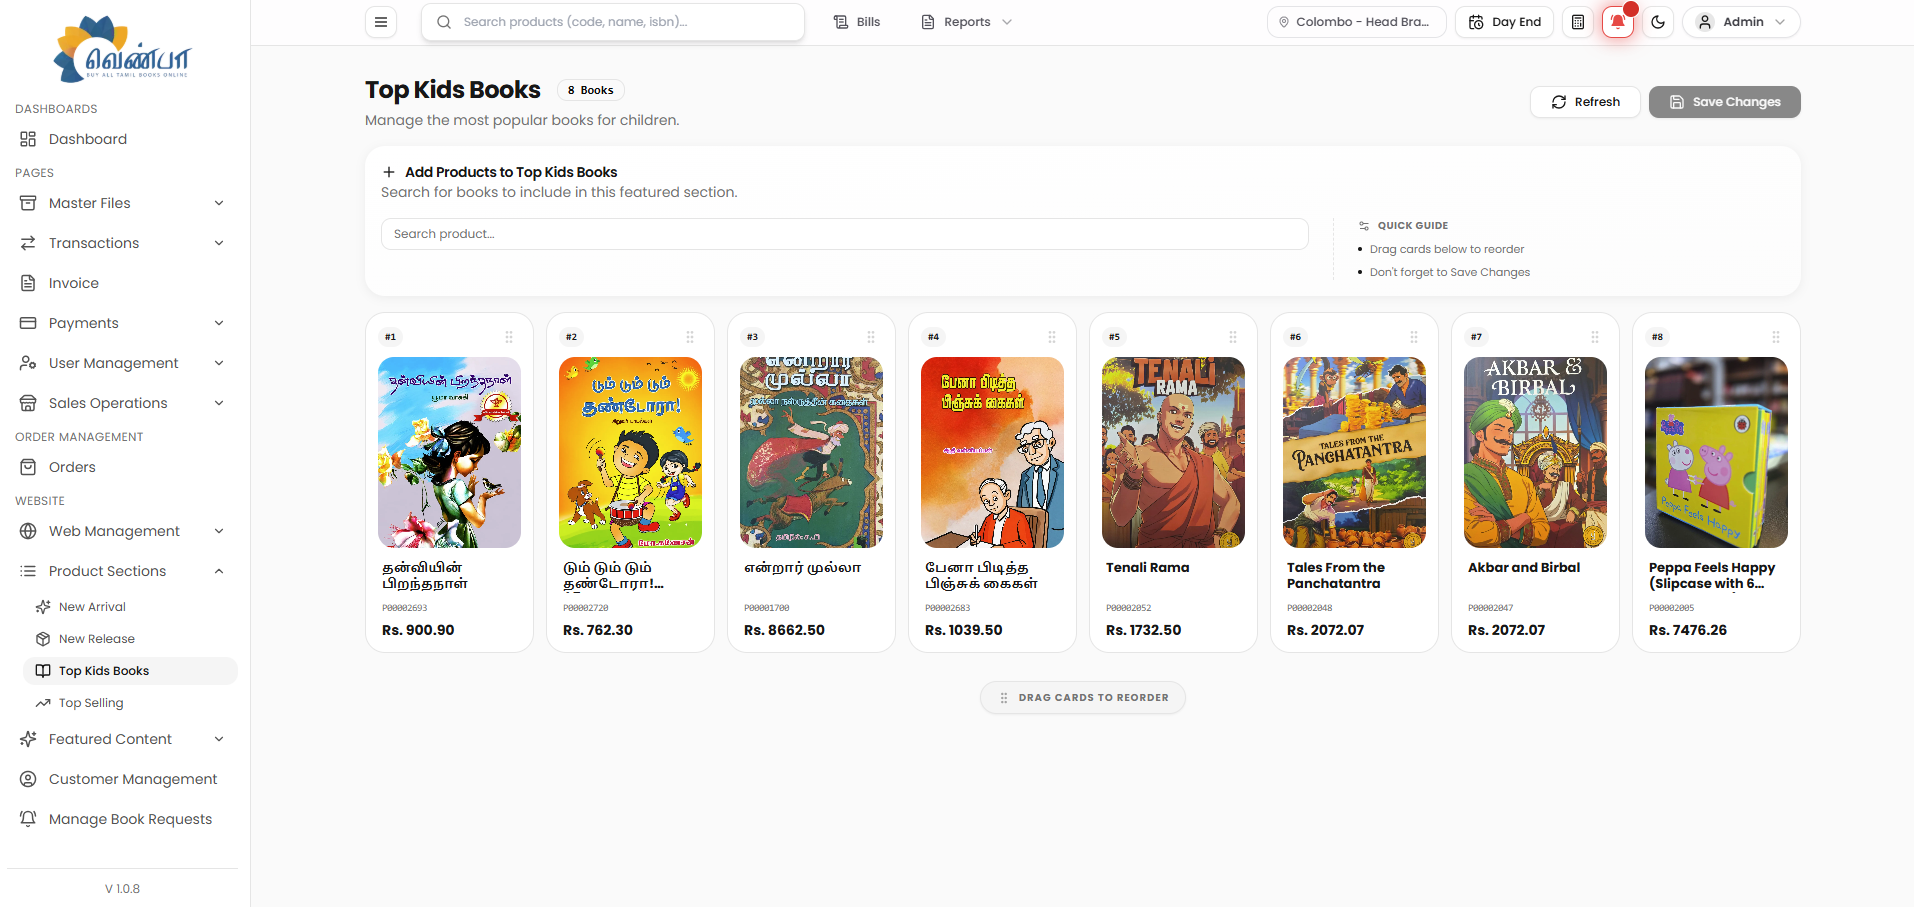 வெண்பா
BUY ALL TAMIL BOOKS ONLINE
DASHBOARDS
Dashboard
PAGES
Master Files
Transactions
Invoice
Payments
User Management
Sales Operations
ORDER MANAGEMENT
Orders
WEBSITE
Web Management
Product Sections
New Arrival
New Release
Top Kids Books
Top Selling
Featured Content
Customer Management
Manage Book Requests
V 1.0.8
Search products (code, name, isbn)...
Bills
Reports
Colombo - Head Bra...
Day End
Admin
Top Kids Books
8 Books
Manage the most popular books for children.
Refresh
Save Changes
Add Products to Top Kids Books
Search for books to include in this featured section.
Search product...
QUICK GUIDE
Drag cards below to reorder
Don't forget to Save Changes
#1
தன்வியின் பிறந்தநாள்
யூமா வாசுகி
தன்வியின்
பிறந்தநாள்
P00002693
Rs. 900.90
#2
டும் டும் டும்
தண்டோரா!
டும் டும் டும்
தண்டோரா!...
P00002720
Rs. 762.30
#3
என்றார்
முல்லா
முல்லா நஸ்ருத்தீன் கதைகள்
என்றார் முல்லா
P00001700
Rs. 8662.50
#4
பேனா பிடித்த
பிஞ்சுக் கைகள்
பேனா பிடித்த
பிஞ்சுக் கைகள்
P00002683
Rs. 1039.50
#5
TENALI
RAMA
Tenali Rama
P00002052
Rs. 1732.50
#6
TALES FROM THE
PANCHATANTRA
Tales From the
Panchatantra
P00002048
Rs. 2072.07
#7
AKBAR &
BIRBAL
Akbar and Birbal
P00002047
Rs. 2072.07
#8
Peppa Feels Happy
Peppa Feels Happy
(Slipcase with 6...
P00002005
Rs. 7476.26
DRAG CARDS TO REORDER